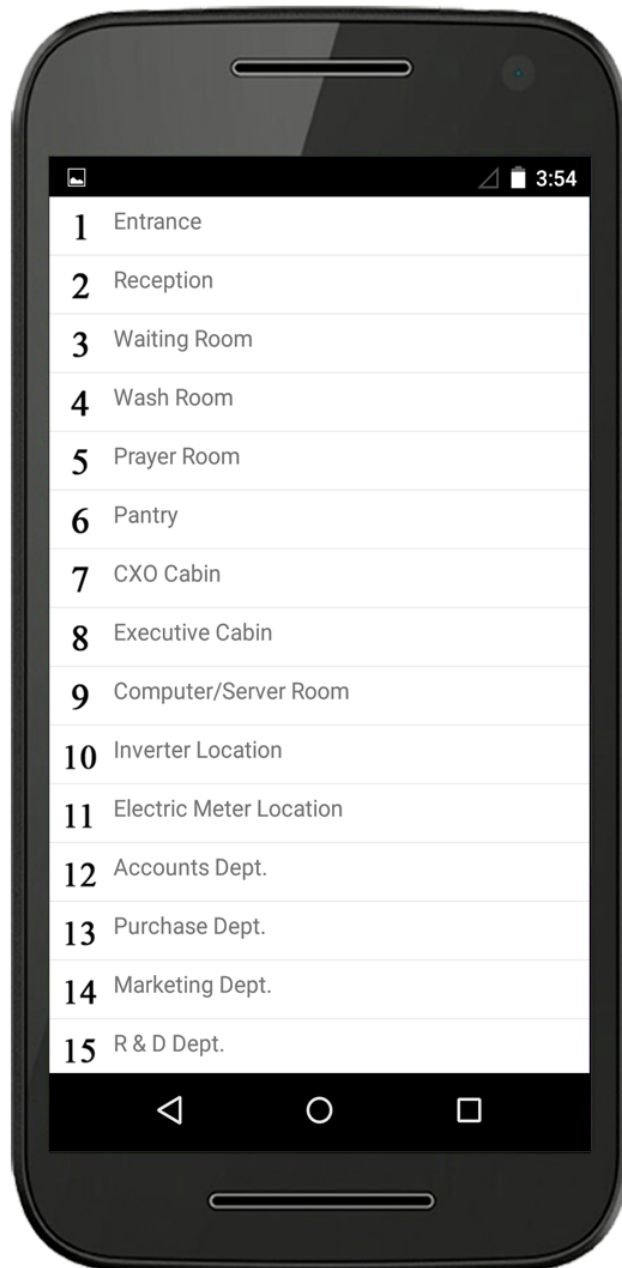 3:54
1 Entrance
2 Reception
3 Waiting Room
4 Wash Room
5 Prayer Room
6 Pantry
7 CXO Cabin
8 Executive Cabin
9 Computer/Server Room
10 Inverter Location
11 Electric Meter Location
12 Accounts Dept.
13 Purchase Dept.
14 Marketing Dept.
15 R & D Dept.